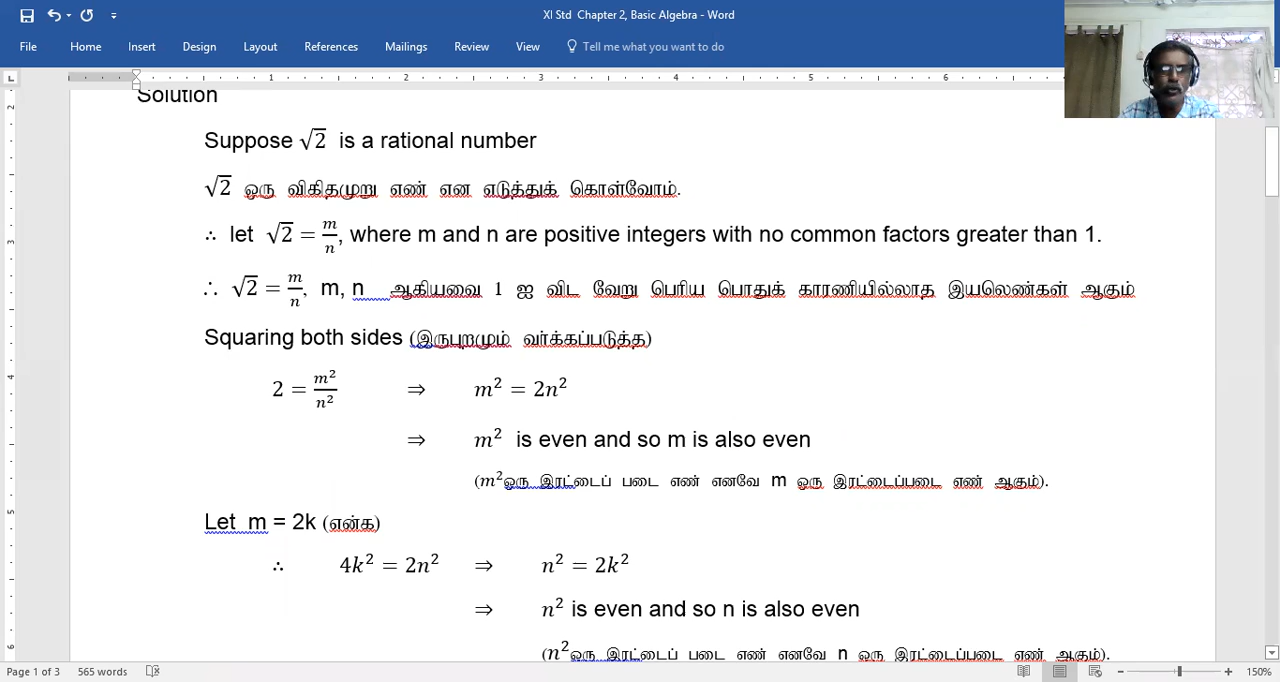 XI Std Chapter 2, Basic Algebra - Word
File Home Insert Design Layout References Mailings Review View Tell me what you want to do
1 2 3 4 5 6
Solution
Suppose √2 is a rational number
√2 ஒரு விகிதமுறு எண் என எடுத்துக் கொள்வோம்.
∴ let √2 = m/n, where m and n are positive integers with no common factors greater than 1.
∴ √2 = m/n, m, n ஆகியவை 1 ஐ விட வேறு பெரிய பொதுக் காரணியில்லாத இயலெண்கள் ஆகும்
Squaring both sides (இருபுறமும் வர்க்கப்படுத்த)
2 = m²/n² ⇒ m² = 2n²
⇒ m² is even and so m is also even
(m²ஒரு இரட்டைப் படை எண் எனவே m ஒரு இரட்டைப்படை எண் ஆகும்).
Let m = 2k (என்க)
∴ 4k² = 2n² ⇒ n² = 2k²
⇒ n² is even and so n is also even
(n²ஒரு இரட்டைப் படை எண் எனவே n ஒரு இரட்டைப்படை எண் ஆகும்).
Page 1 of 3 565 words 150%